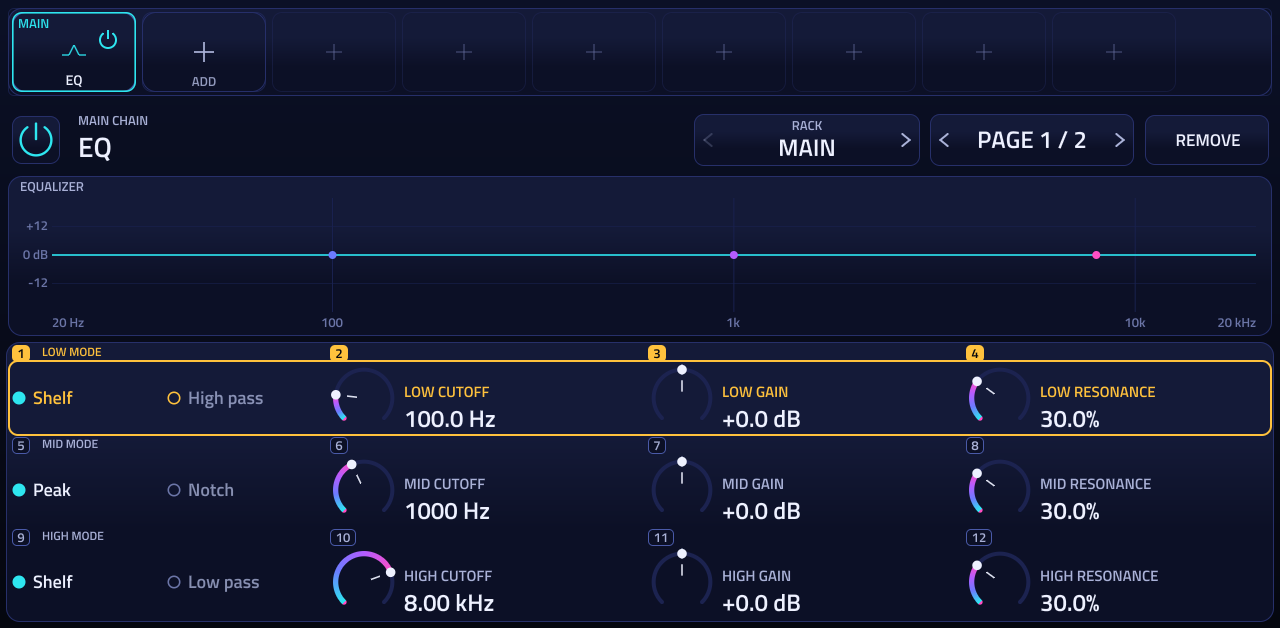 MAIN
EQ
ADD
MAIN CHAIN
EQ
RACK
MAIN
PAGE 1 / 2
REMOVE
EQUALIZER
+12
0 dB
-12
20 Hz
100
1k
10k
20 kHz
1
LOW MODE
2
3
4
Shelf
High pass
LOW CUTOFF
100.0 Hz
LOW GAIN
+0.0 dB
LOW RESONANCE
30.0%
5
MID MODE
6
7
8
Peak
Notch
MID CUTOFF
1000 Hz
MID GAIN
+0.0 dB
MID RESONANCE
30.0%
9
HIGH MODE
10
11
12
Shelf
Low pass
HIGH CUTOFF
8.00 kHz
HIGH GAIN
+0.0 dB
HIGH RESONANCE
30.0%